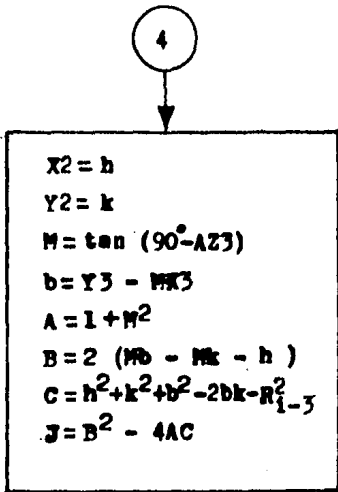 4
X2 = h
Y2 = k
M = tan (90°-AZ3)
b = Y3 - MX3
A = 1 + M²
B = 2 (Mb - Mk - h )
C = h²+k²+b²-2bk-R²₁₋₃
J = B² - 4AC